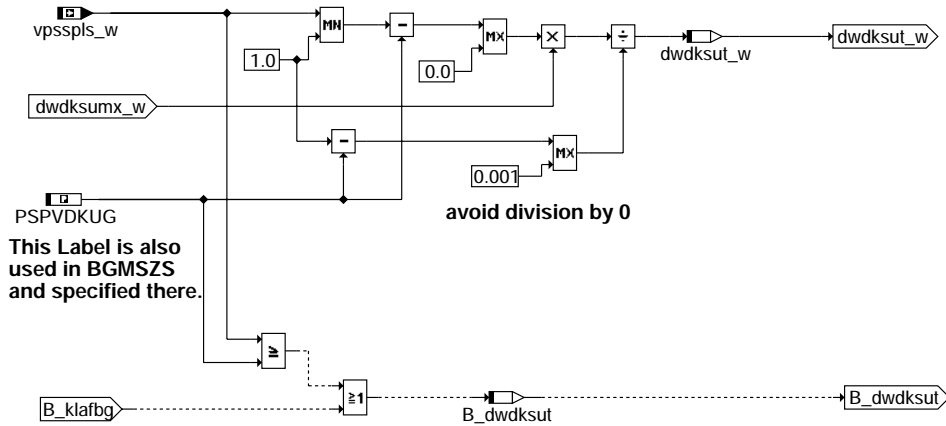 vpsspls_w
MN
-
MX
×
÷
dwdksut_w
dwdksut_w
1.0
0.0
dwdksumx_w
-
MX
0.001
PSPVDKUG
avoid division by 0
This Label is also
used in BGMSZS
and specified there.
≥
≧1
B_klafbg
B_dwdksut
B_dwdksut